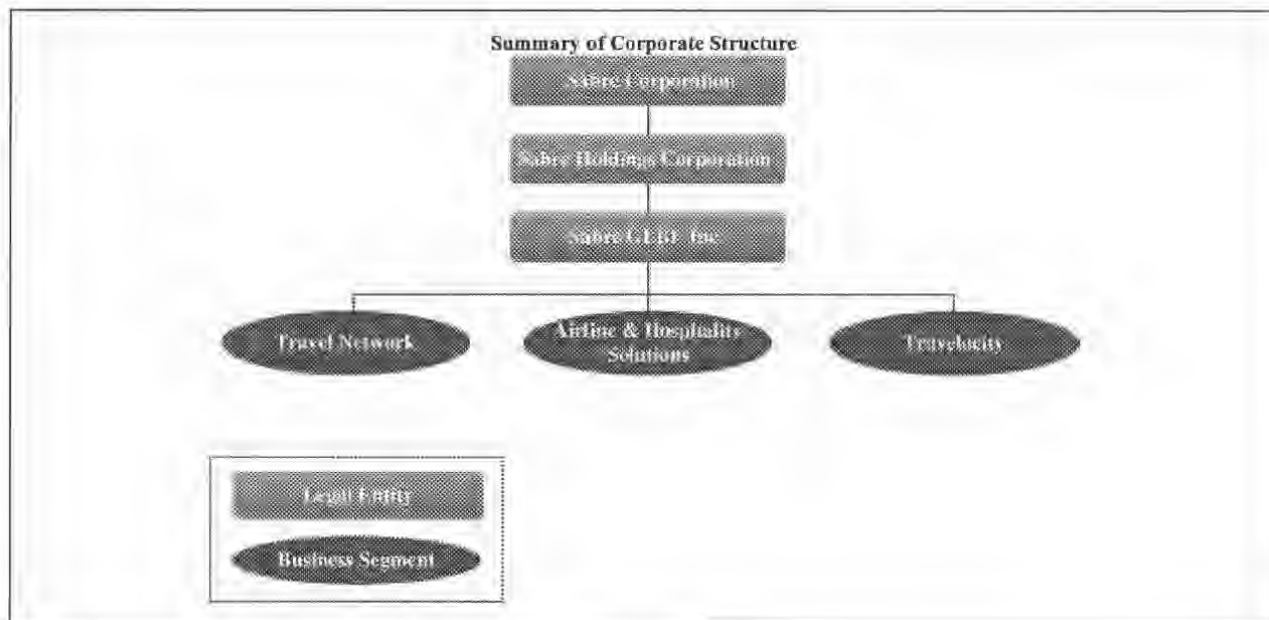 Summary of Corporate Structure
Sabre Corporation
Sabre Holdings Corporation
Sabre GLBL Inc.
Travel Network
Airline & Hospitality
Solutions
Travelocity
Legal Entity
Business Segment